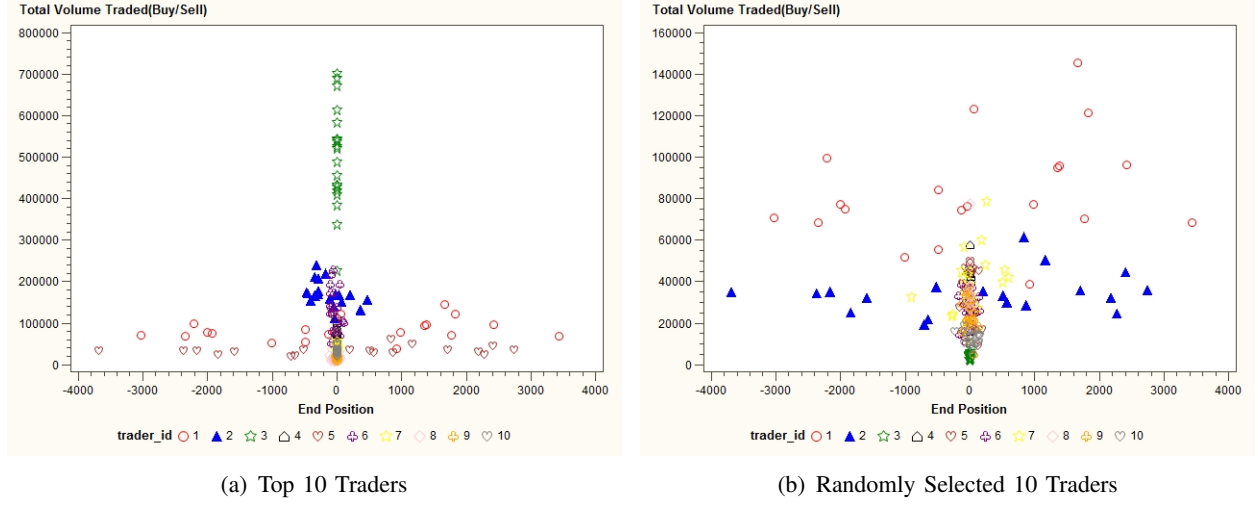 Total Volume Traded(Buy/Sell)
800000
700000
600000
500000
400000
300000
200000
100000
0
-4000 -3000 -2000 -1000 0 1000 2000 3000 4000
End Position
trader_id 1 2 3 4 5 6 7 8 9 10
(a) Top 10 Traders
Total Volume Traded(Buy/Sell)
160000
140000
120000
100000
80000
60000
40000
20000
0
-4000 -3000 -2000 -1000 0 1000 2000 3000 4000
End Position
trader_id 1 2 3 4 5 6 7 8 9 10
(b) Randomly Selected 10 Traders